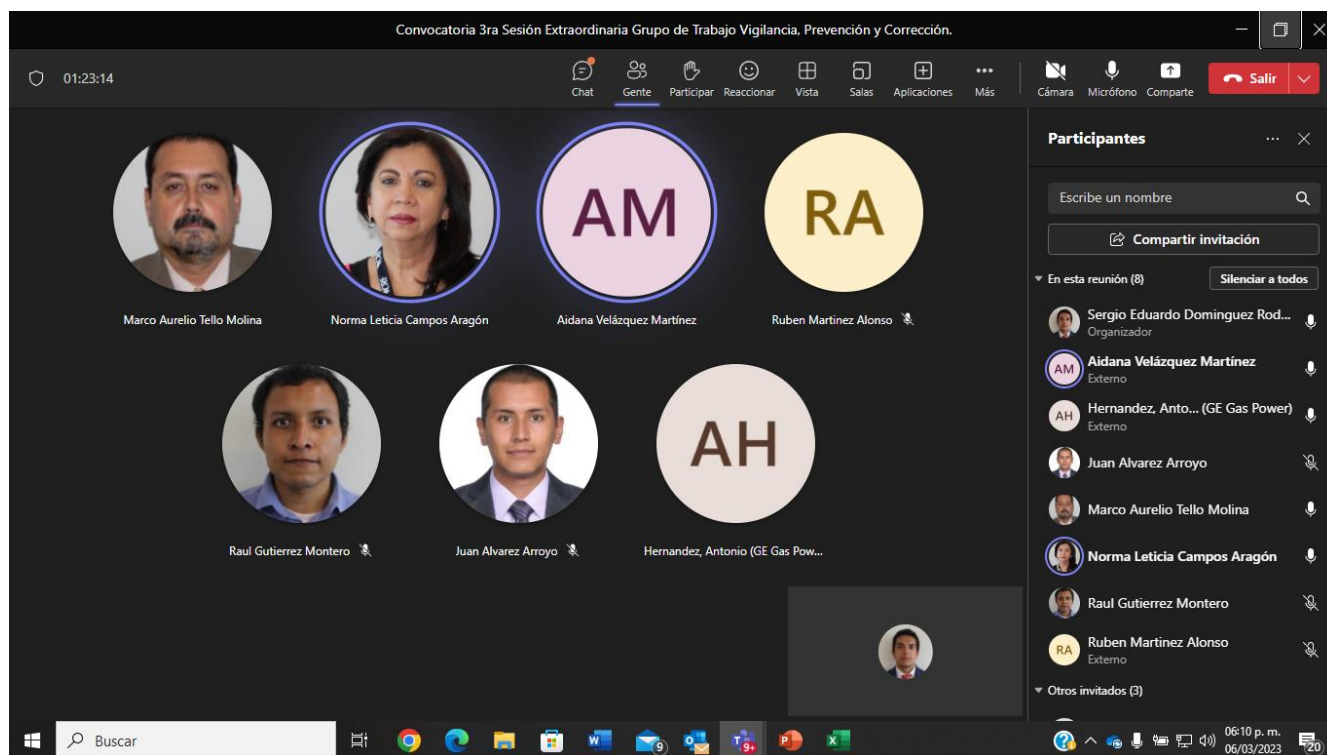 Convocatoria 3ra Sesión Extraordinaria Grupo de Trabajo Vigilancia, Prevención y Corrección.
01:23:14
Chat
Gente
Participar
Reaccionar
Vista
Salas
Aplicaciones
Más
Cámara
Micrófono
Comparte
Salir
AM
RA
Marco Aurelio Tello Molina
Norma Leticia Campos Aragón
Aidana Velázquez Martínez
Ruben Martinez Alonso
AH
Raul Gutierrez Montero
Juan Alvarez Arroyo
Hernandez, Antonio (GE Gas Pow...
Participantes
Escribe un nombre
Compartir invitación
En esta reunión (8)
Silenciar a todos
Sergio Eduardo Dominguez Rod...
Organizador
AM
Aidana Velázquez Martínez
Externo
AH
Hernandez, Anto... (GE Gas Power)
Externo
Juan Alvarez Arroyo
Marco Aurelio Tello Molina
Norma Leticia Campos Aragón
Raul Gutierrez Montero
RA
Ruben Martinez Alonso
Externo
Otros invitados (3)
Buscar
9
9+
06:10 p. m.
06/03/2023
20